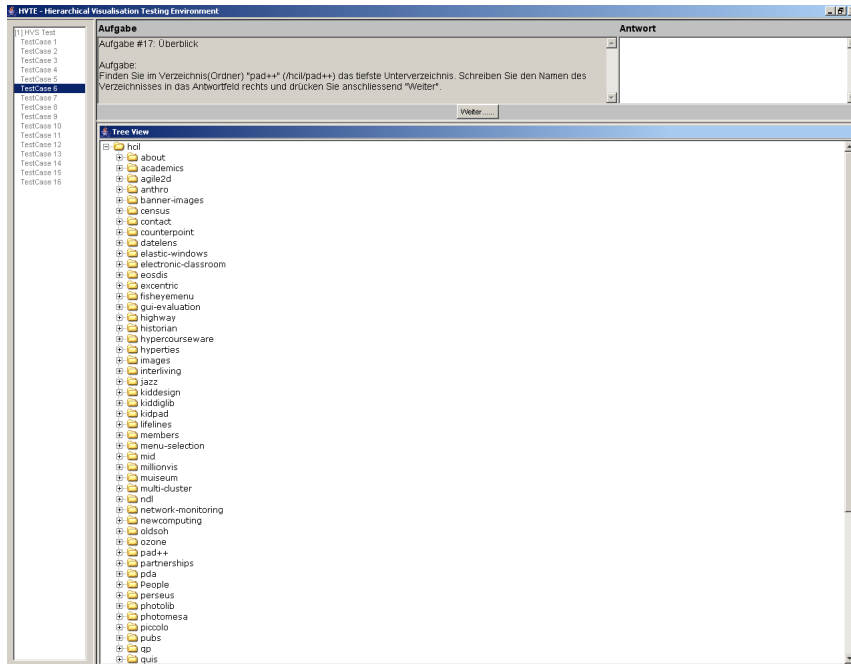 HVTE - Hierarchical Visualisation Testing Environment
[1] HVS Test
TestCase 1
TestCase 2
TestCase 3
TestCase 4
TestCase 5
TestCase 6
TestCase 7
TestCase 8
TestCase 9
TestCase 10
TestCase 11
TestCase 12
TestCase 13
TestCase 14
TestCase 15
TestCase 16
Aufgabe
Aufgabe #17: Überblick
Aufgabe:
Finden Sie im Verzeichnis(Ordner) "pad++" (/hcil/pad++) das tiefste Unterverzeichnis. Schreiben Sie den Namen des
Verzeichnisses in das Antwortfeld rechts und drücken Sie anschliessend "Weiter".
Antwort
Weiter......
Tree View
hcil
about
academics
agile2d
anthro
banner-images
census
contact
counterpoint
datelens
elastic-windows
electronic-classroom
eosdis
excentric
fisheyemenu
gui-evaluation
highway
historian
hypercourseware
hyperties
images
interliving
jazz
kiddesign
kiddiglib
kidpad
lifelines
members
menu-selection
mid
millionvis
muiseum
multi-cluster
ndl
network-monitoring
newcomputing
oldsoh
ozone
pad++
partnerships
pda
People
perseus
photolib
photomesa
piccolo
pubs
qp
quis